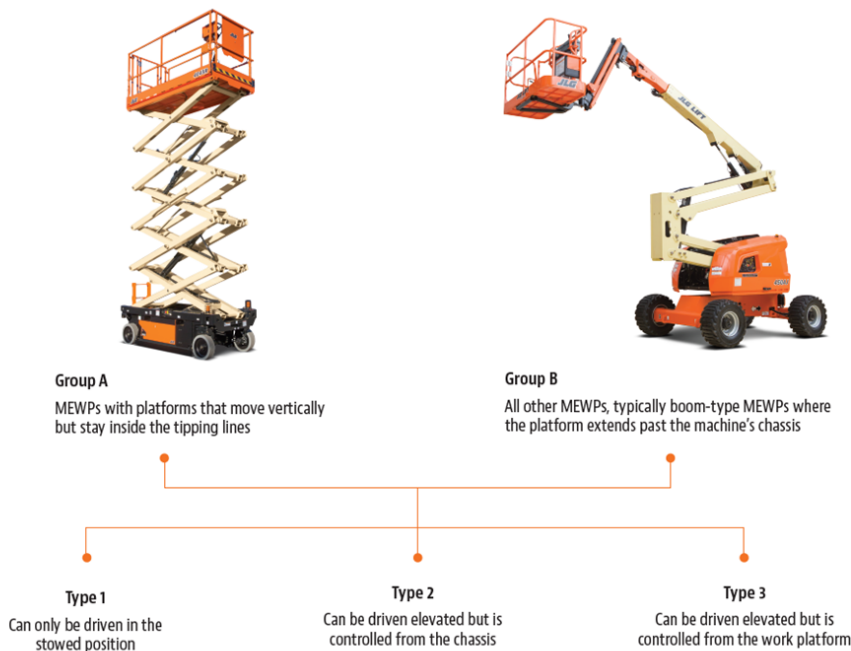 JLG
JLG LIFT
Group A
MEWPs with platforms that move vertically
but stay inside the tipping lines
Group B
All other MEWPs, typically boom-type MEWPs where
the platform extends past the machine's chassis
Type 1
Can only be driven in the
stowed position
Type 2
Can be driven elevated but is
controlled from the chassis
Type 3
Can be driven elevated but is
controlled from the work platform